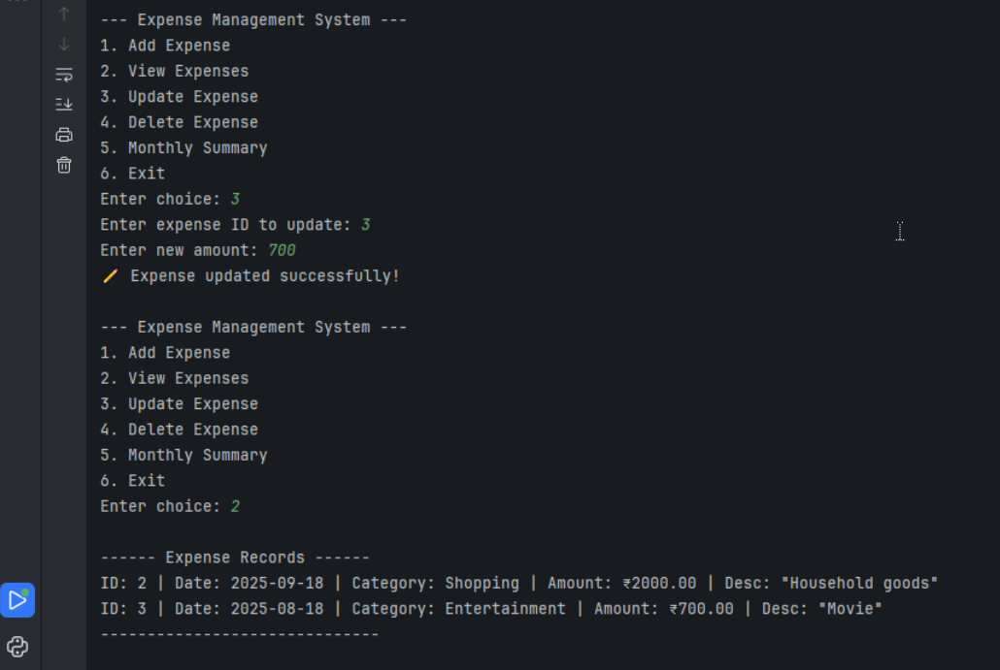 --- Expense Management System ---
1. Add Expense
2. View Expenses
3. Update Expense
4. Delete Expense
5. Monthly Summary
6. Exit
Enter choice: 3
Enter expense ID to update: 3
Enter new amount: 700
✏️ Expense updated successfully!
--- Expense Management System ---
1. Add Expense
2. View Expenses
3. Update Expense
4. Delete Expense
5. Monthly Summary
6. Exit
Enter choice: 2
------ Expense Records ------
ID: 2 | Date: 2025-09-18 | Category: Shopping | Amount: ₹2000.00 | Desc: "Household goods"
ID: 3 | Date: 2025-08-18 | Category: Entertainment | Amount: ₹700.00 | Desc: "Movie"
------------------------------